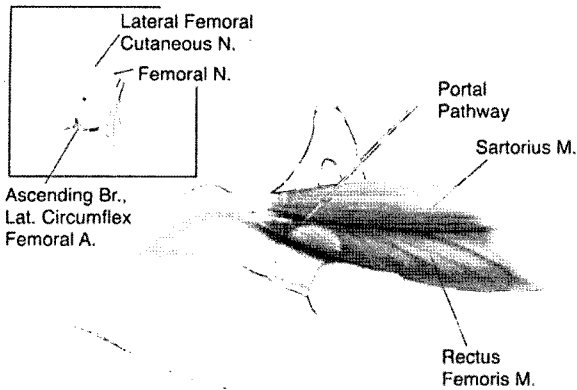 Lateral Femoral
Cutaneous N.
Femoral N.
Ascending Br.,
Lat. Circumflex
Femoral A.
Portal
Pathway
Sartorius M.
Rectus
Femoris M.